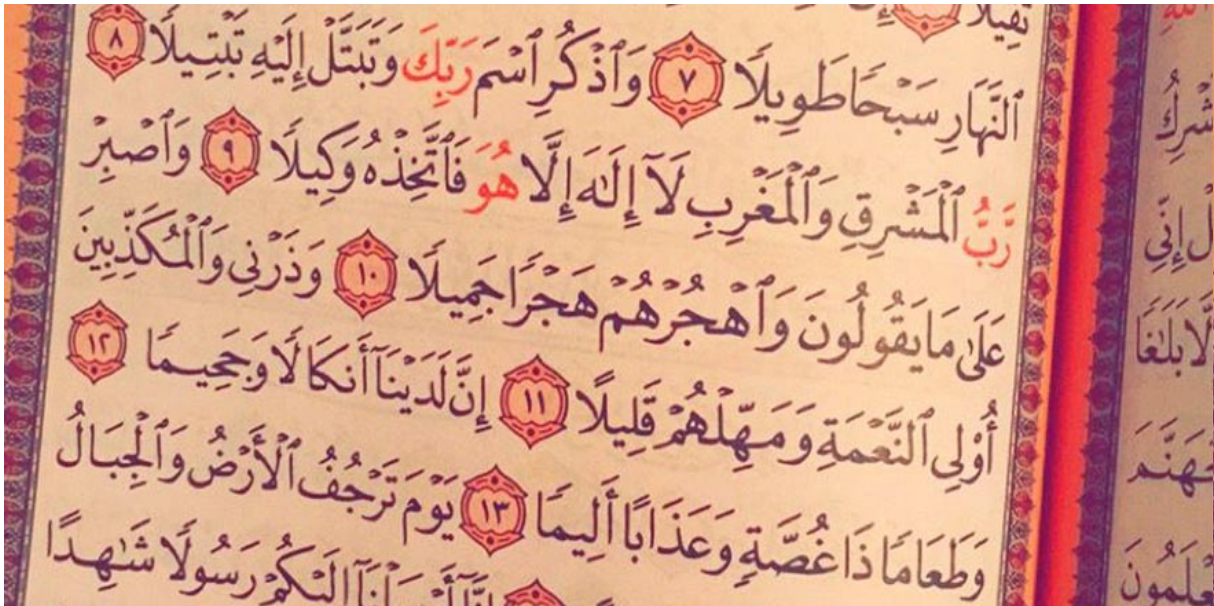 ٱلنَّهَارِ سَبْحًا طَوِيلًا ٧ وَٱذْكُرِ ٱسْمَ رَبِّكَ وَتَبَتَّلْ إِلَيْهِ تَبْتِيلًا ٨
رَّبُّ ٱلْمَشْرِقِ وَٱلْمَغْرِبِ لَآ إِلَٰهَ إِلَّا هُوَ فَٱتَّخِذْهُ وَكِيلًا ٩ وَٱصْبِرْ
عَلَىٰ مَا يَقُولُونَ وَٱهْجُرْهُمْ هَجْرًا جَمِيلًا ١٠ وَذَرْنِى وَٱلْمُكَذِّبِينَ
أُو۟لِى ٱلنَّعْمَةِ وَمَهِّلْهُمْ قَلِيلًا ١١ إِنَّ لَدَيْنَآ أَنكَالًا وَجَحِيمًا ١٢
وَطَعَامًا ذَا غُصَّةٍ وَعَذَابًا أَلِيمًا ١٣ يَوْمَ تَرْجُفُ ٱلْأَرْضُ وَٱلْجِبَالُ
إِنَّآ أَرْسَلْنَآ إِلَيْكُمْ رَسُولًا شَٰهِدًا